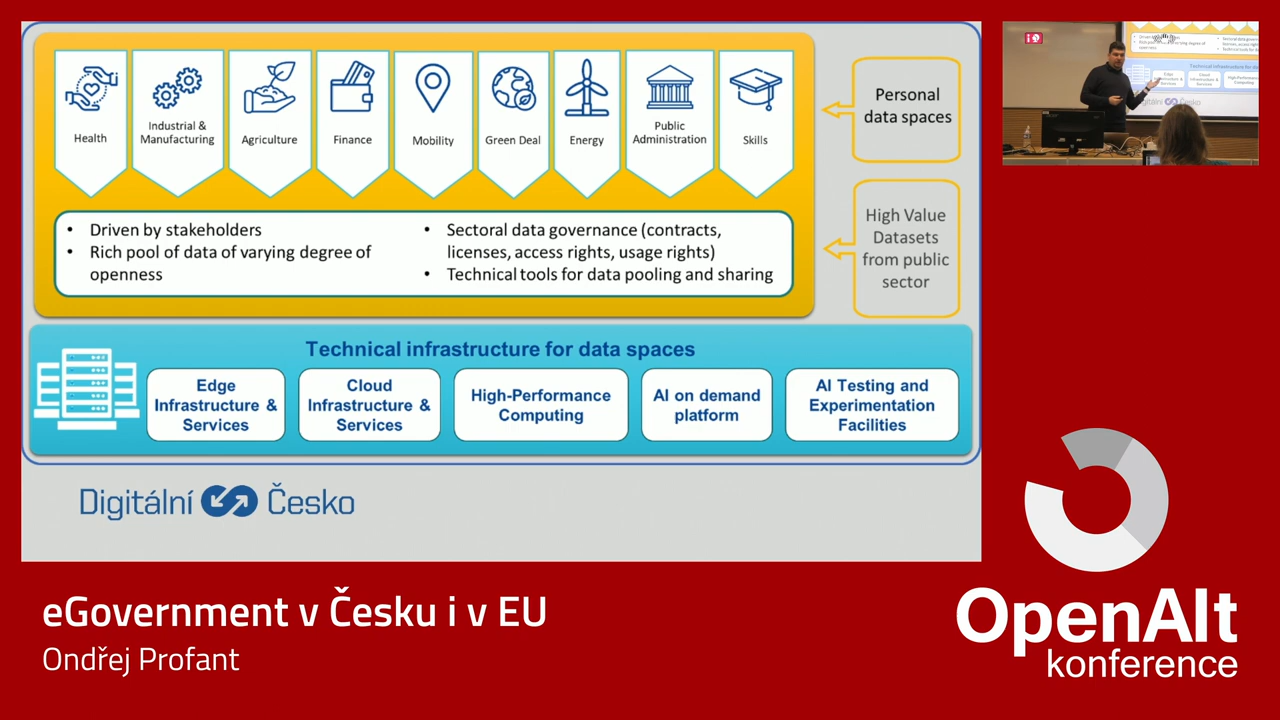 Health
Industrial &
Manufacturing
Agriculture
Finance
Mobility
Green Deal
Energy
Public
Administration
Skills
Personal
data spaces
• Driven by stakeholders
• Rich pool of data of varying degree of
openness
• Sectoral data governance (contracts,
licenses, access rights, usage rights)
• Technical tools for data pooling and sharing
High Value
Datasets
from public
sector
Technical infrastructure for data spaces
Edge
Infrastructure &
Services
Cloud
Infrastructure &
Services
High-Performance
Computing
AI on demand
platform
AI Testing and
Experimentation
Facilities
Digitální Česko
eGovernment v Česku i v EU
Ondřej Profant
OpenAlt
konference